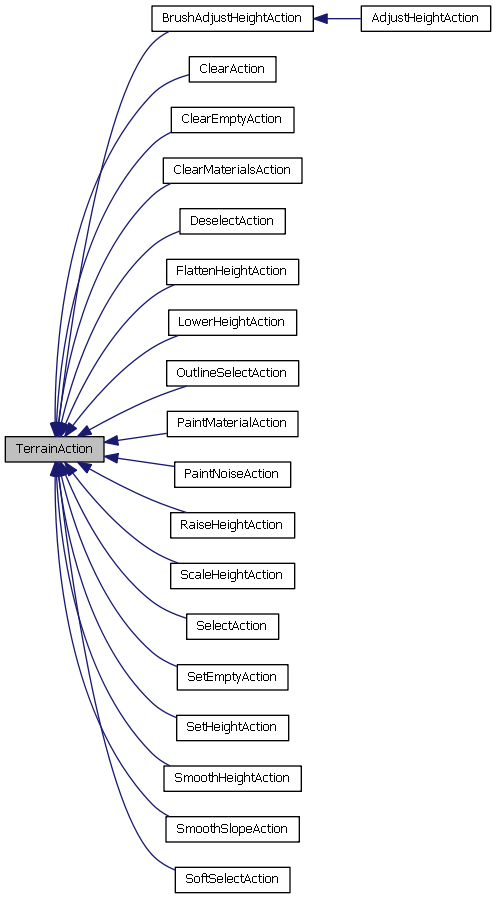 BrushAdjustHeightAction
AdjustHeightAction
ClearAction
ClearEmptyAction
ClearMaterialsAction
DeselectAction
FlattenHeightAction
LowerHeightAction
OutlineSelectAction
PaintMaterialAction
TerrainAction
PaintNoiseAction
RaiseHeightAction
ScaleHeightAction
SelectAction
SetEmptyAction
SetHeightAction
SmoothHeightAction
SmoothSlopeAction
SoftSelectAction